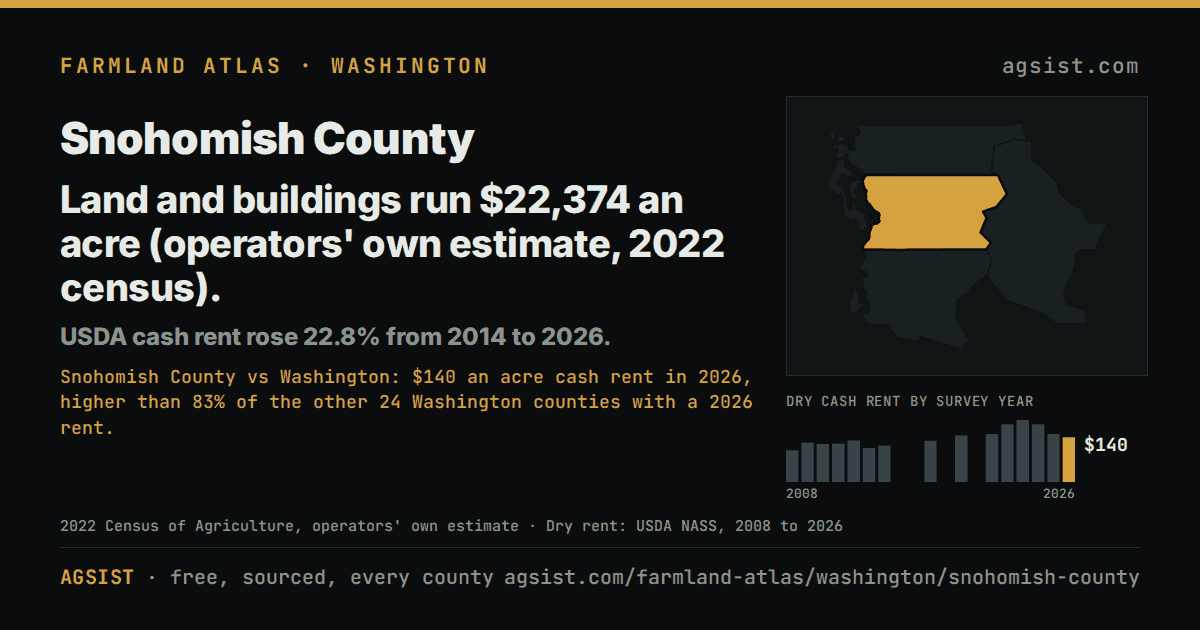 FARMLAND ATLAS · WASHINGTON
agsist.com
Snohomish County
Land and buildings run $22,374 an
acre (operators' own estimate, 2022
census).
USDA cash rent rose 22.8% from 2014 to 2026.
Snohomish County vs Washington: $140 an acre cash rent in 2026,
higher than 83% of the other 24 Washington counties with a 2026
rent.
DRY CASH RENT BY SURVEY YEAR
$140
2008
2026
2022 Census of Agriculture, operators' own estimate · Dry rent: USDA NASS, 2008 to 2026
AGSIST · free, sourced, every county
agsist.com/farmland-atlas/washington/snohomish-county